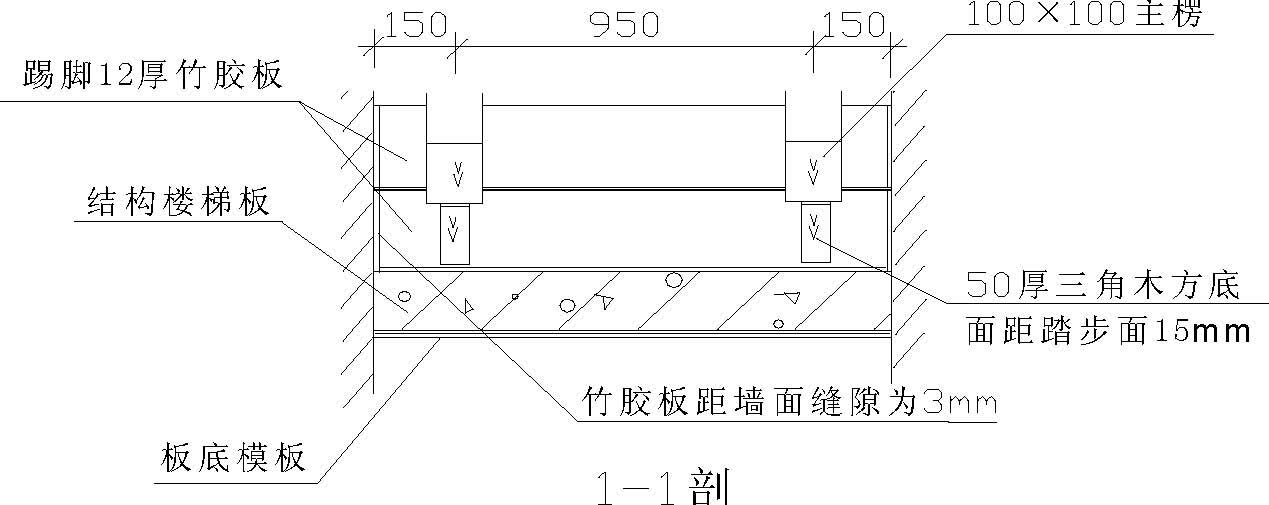 150 950 150
100×100主楞
踢脚12厚竹胶板
结构楼梯板
50厚三角木方底
面距踏步面15mm
竹胶板距墙面缝隙为3mm
板底模板
1-1剖